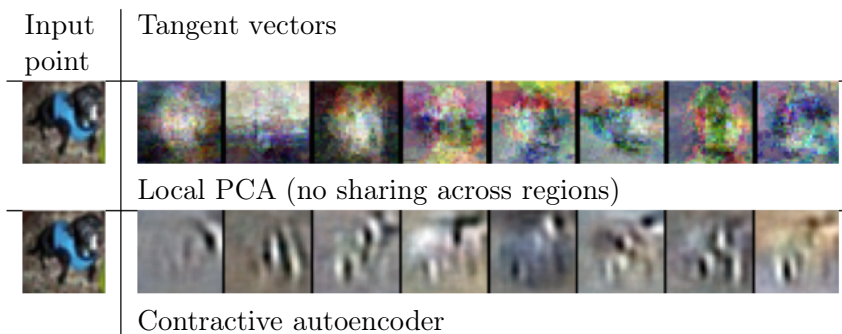 Input
point
Tangent vectors
Local PCA (no sharing across regions)
Contractive autoencoder